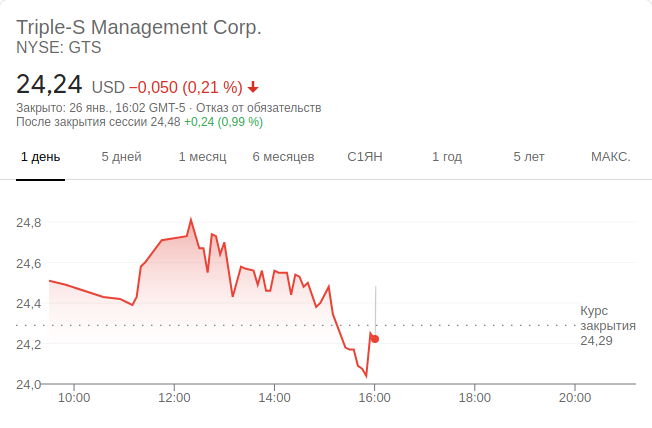 Triple-S Management Corp.
NYSE: GTS
24,24 USD −0,050 (0,21 %)
Закрыто: 26 янв., 16:02 GMT-5 · Отказ от обязательств
После закрытия сессии 24,48 +0,24 (0,99 %)
1 день 5 дней 1 месяц 6 месяцев С1ЯН 1 год 5 лет МАКС.
24,8
24,6
24,4
Курс
закрытия
24,29
24,2
24,0
10:00 12:00 14:00 16:00 18:00 20:00